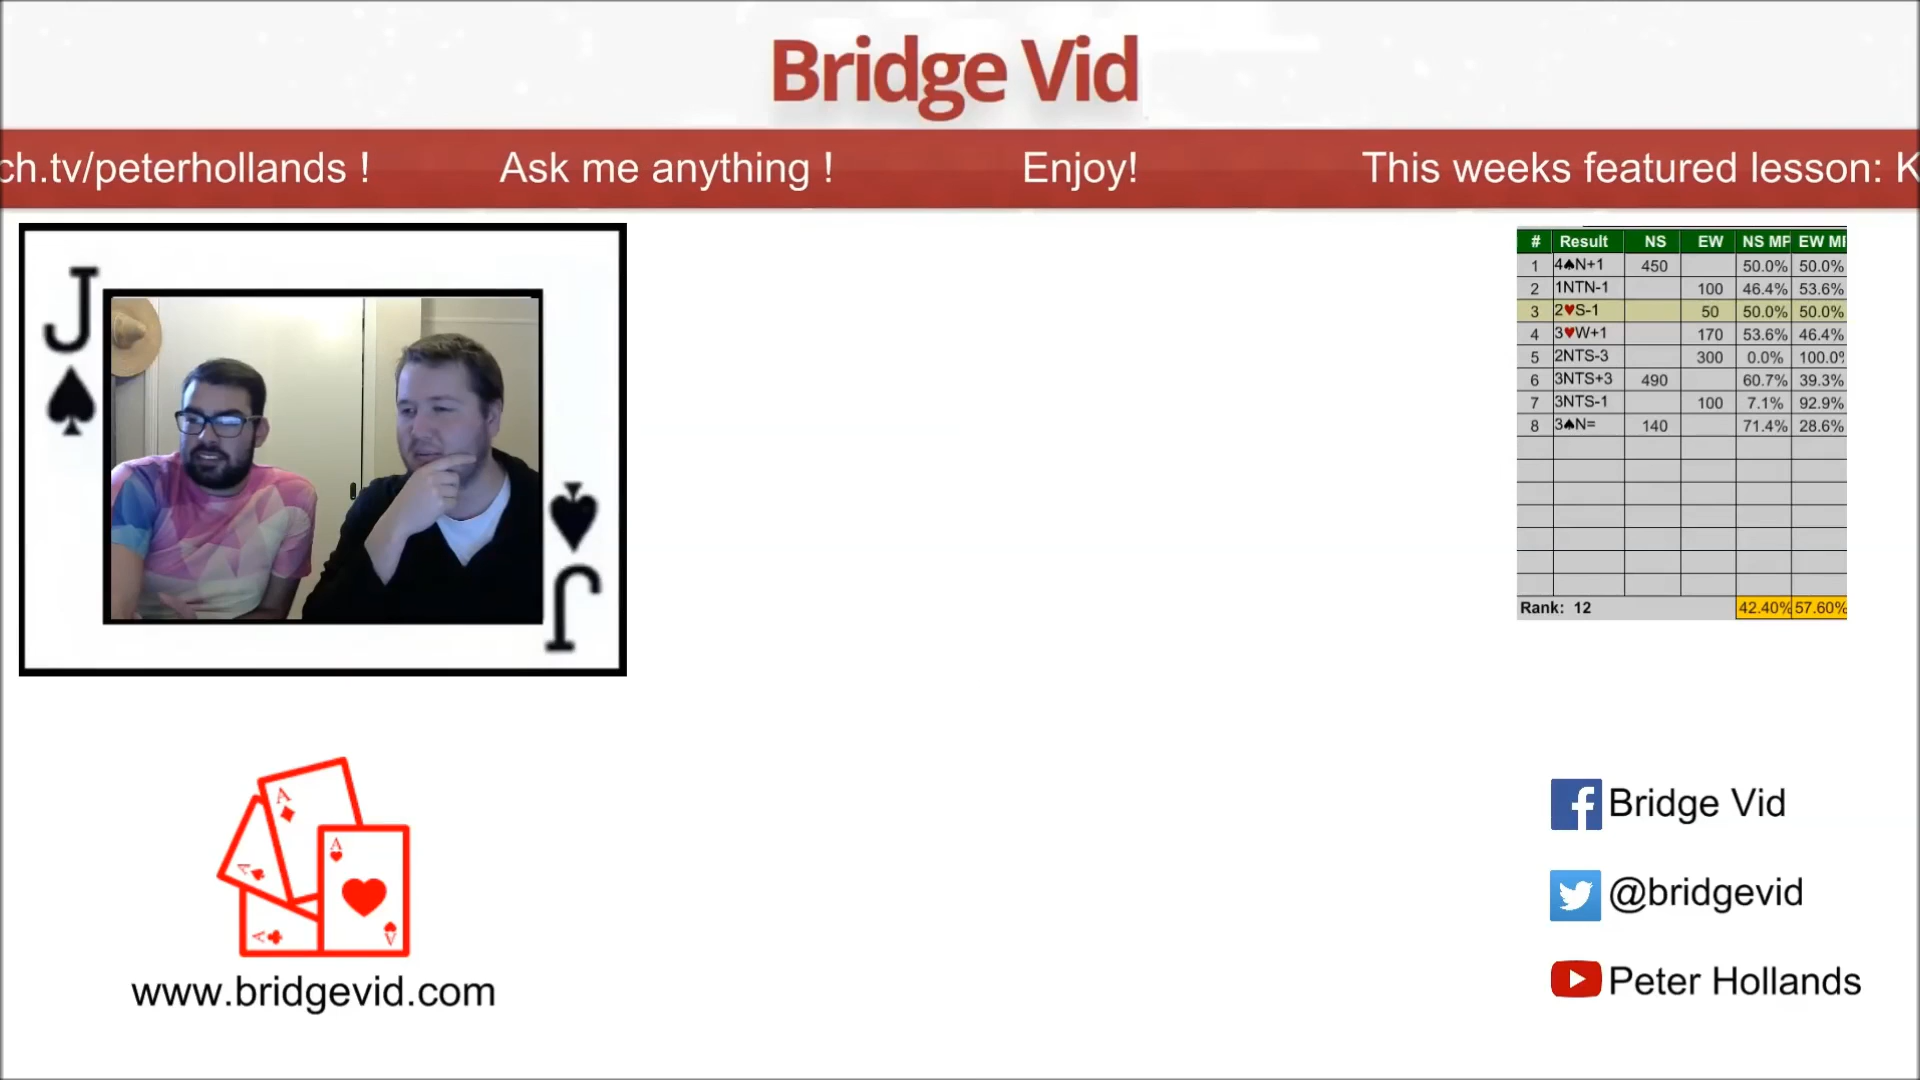 Bridge Vid
ch.tv/peterhollands ! Ask me anything ! Enjoy! This weeks featured lesson: K
J
J
# Result NS EW NS MP EW MP
1 4♠N+1 450 50.0% 50.0%
2 1NTN-1 100 46.4% 53.6%
3 2♥S-1 50 50.0% 50.0%
4 3♥W+1 170 53.6% 46.4%
5 2NTS-3 300 0.0% 100.0%
6 3NTS+3 490 60.7% 39.3%
7 3NTS-1 100 7.1% 92.9%
8 3♠N= 140 71.4% 28.6%
Rank: 12 42.40% 57.60%
A
A
A
A
A
www.bridgevid.com
f Bridge Vid
@bridgevid
Peter Hollands